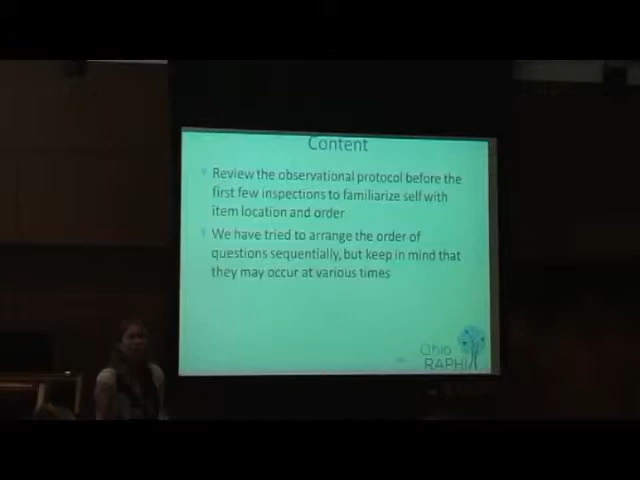 Content
Review the observational protocol before the
first few inspections to familiarize self with
item location and order
We have tried to arrange the order of
questions sequentially, but keep in mind that
they may occur at various times
Ohio
RAPHI